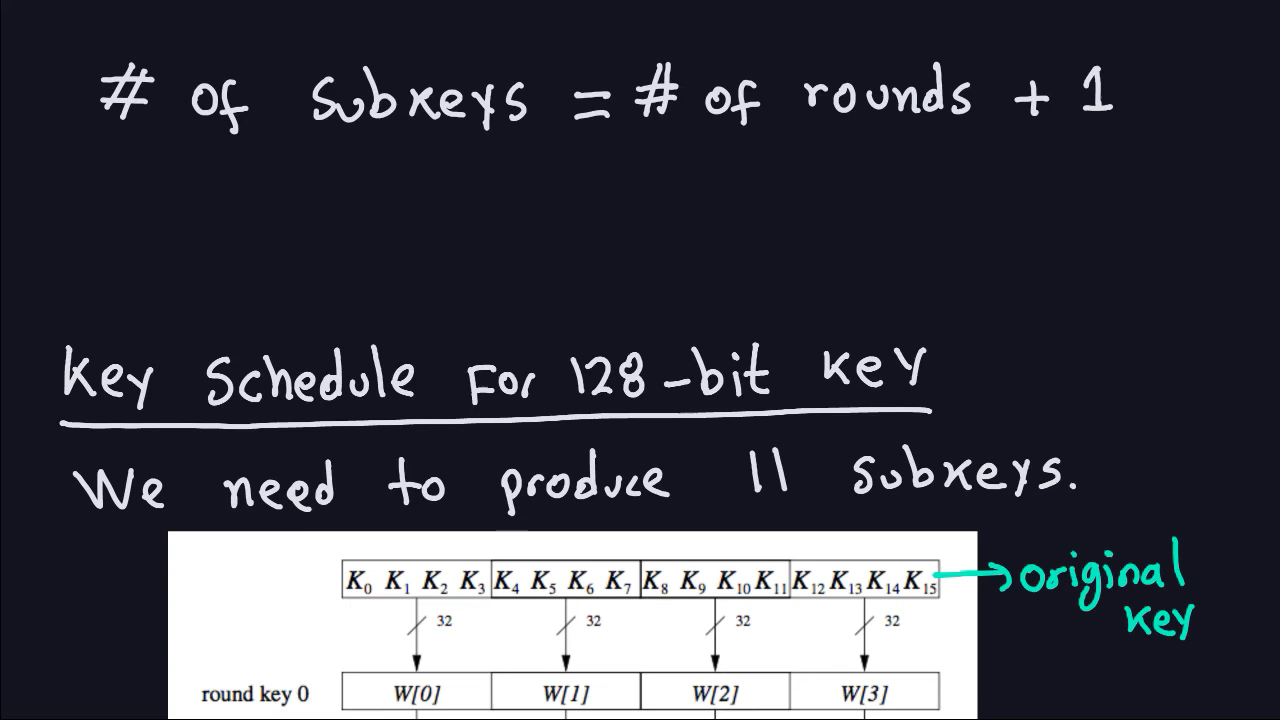 # of subkeys = # of rounds + 1
Key Schedule For 128-bit Key
We need to produce 11 subkeys.
K₀ K₁ K₂ K₃ K₄ K₅ K₆ K₇ K₈ K₉ K₁₀ K₁₁ K₁₂ K₁₃ K₁₄ K₁₅
original
key
32 32 32 32
round key 0 W[0] W[1] W[2] W[3]